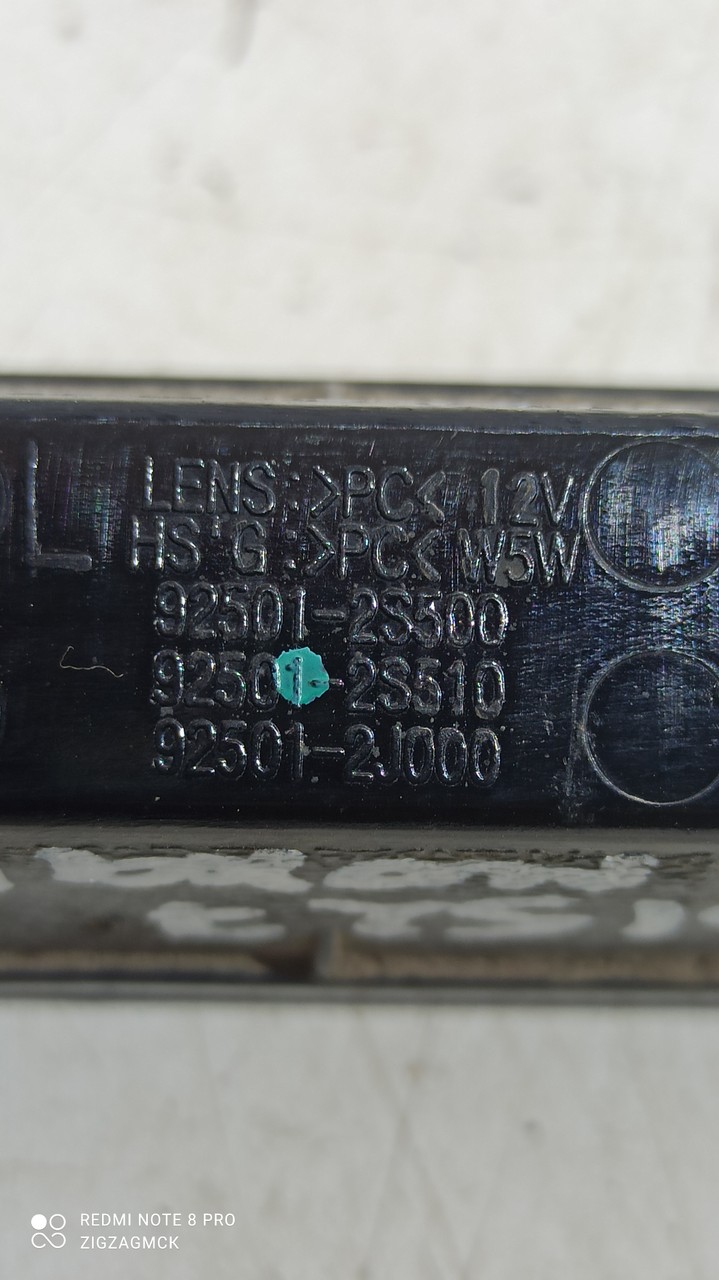 L
LENS:>PC< 12V
HS'G:>PC< W5W
92501-2S500
92501-2S510
92501-2J000
REDMI NOTE 8 PRO
ZIGZAGMCK